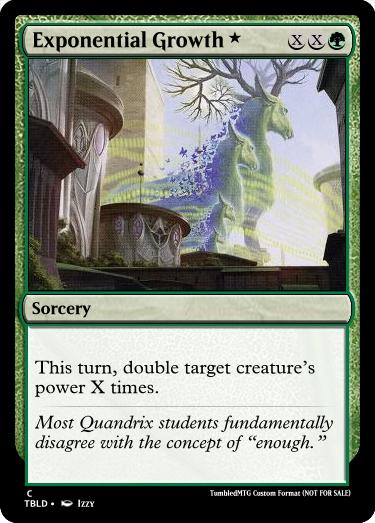 Exponential Growth ★ X X
Sorcery
This turn, double target creature's
power X times.
Most Quandrix students fundamentally
disagree with the concept of “enough.”
C
TBLD • Izzy
TumbledMTG Custom Format (NOT FOR SALE)